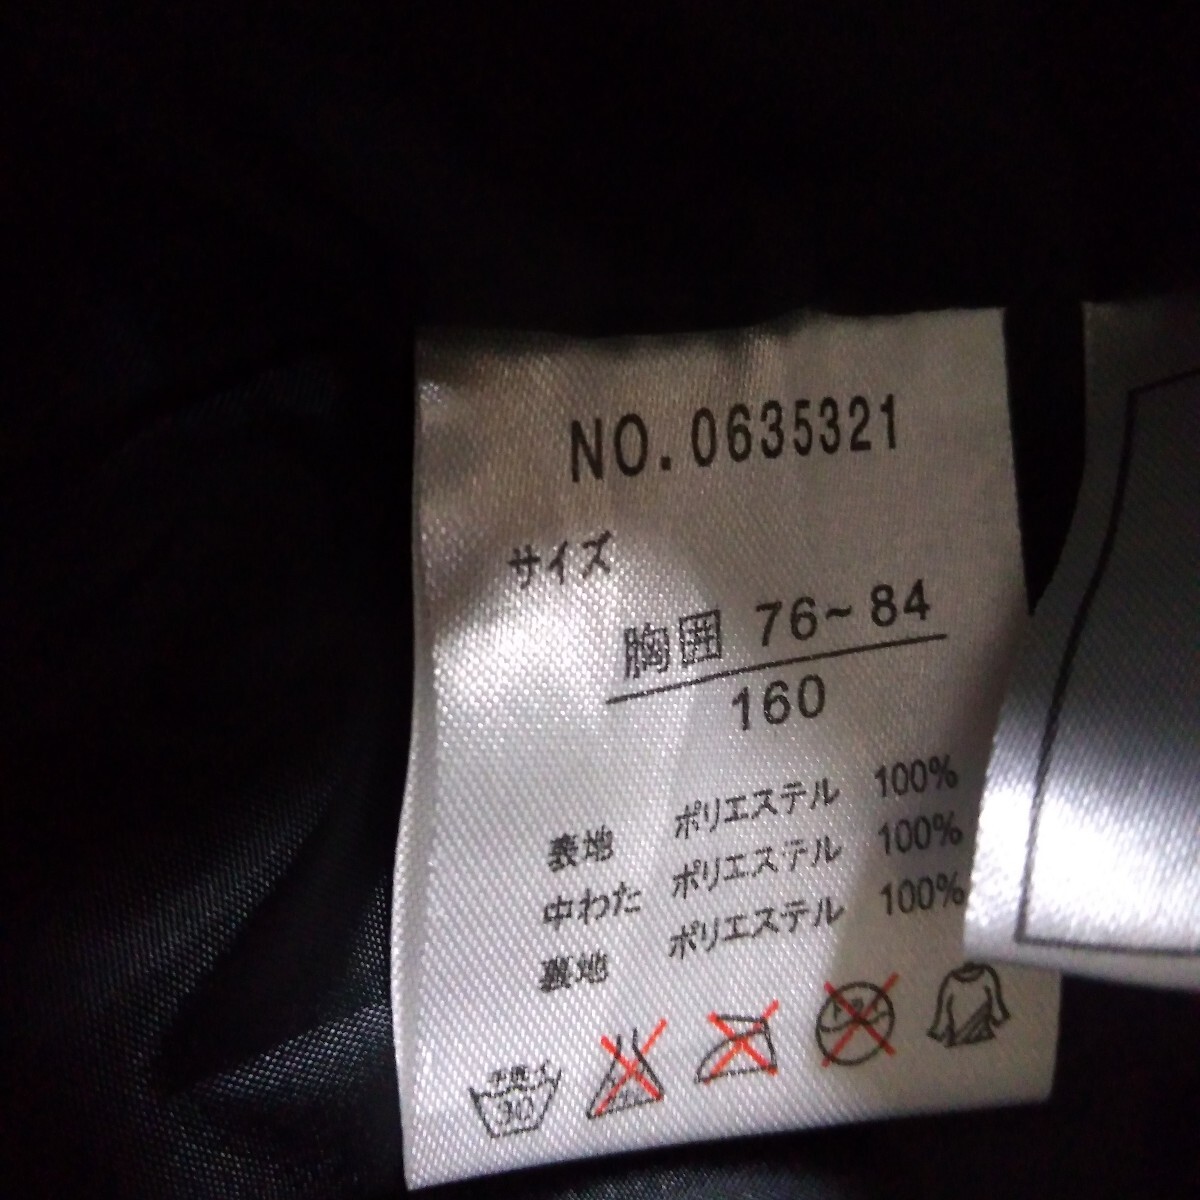 NO.0635321
サイズ
胸囲 76~84
160
表地 ポリエステル 100%
中わた ポリエステル 100%
裏地 ポリエステル 100%
手洗イ
30